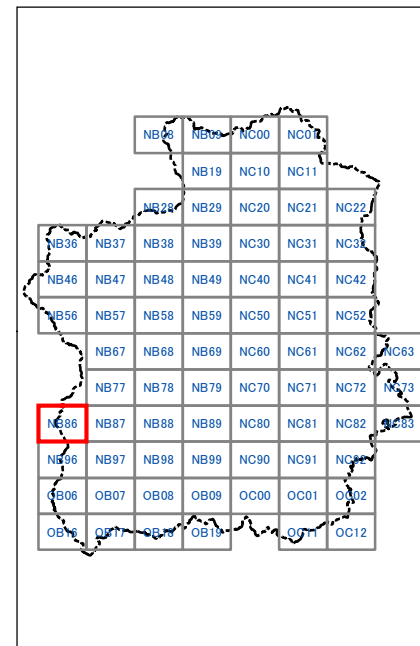 NB08 NB09 NC00 NC01
NB19 NC10 NC11
NB28 NB29 NC20 NC21 NC22
NB36 NB37 NB38 NB39 NC30 NC31 NC32
NB46 NB47 NB48 NB49 NC40 NC41 NC42
NB56 NB57 NB58 NB59 NC50 NC51 NC52
NB67 NB68 NB69 NC60 NC61 NC62 NC63
NB77 NB78 NB79 NC70 NC71 NC72 NC73
NB86 NB87 NB88 NB89 NC80 NC81 NC82 NC83
NB96 NB97 NB98 NB99 NC90 NC91 NC92
OB06 OB07 OB08 OB09 OC00 OC01 OC02
OB16 OB17 OB18 OB19 OC11 OC12